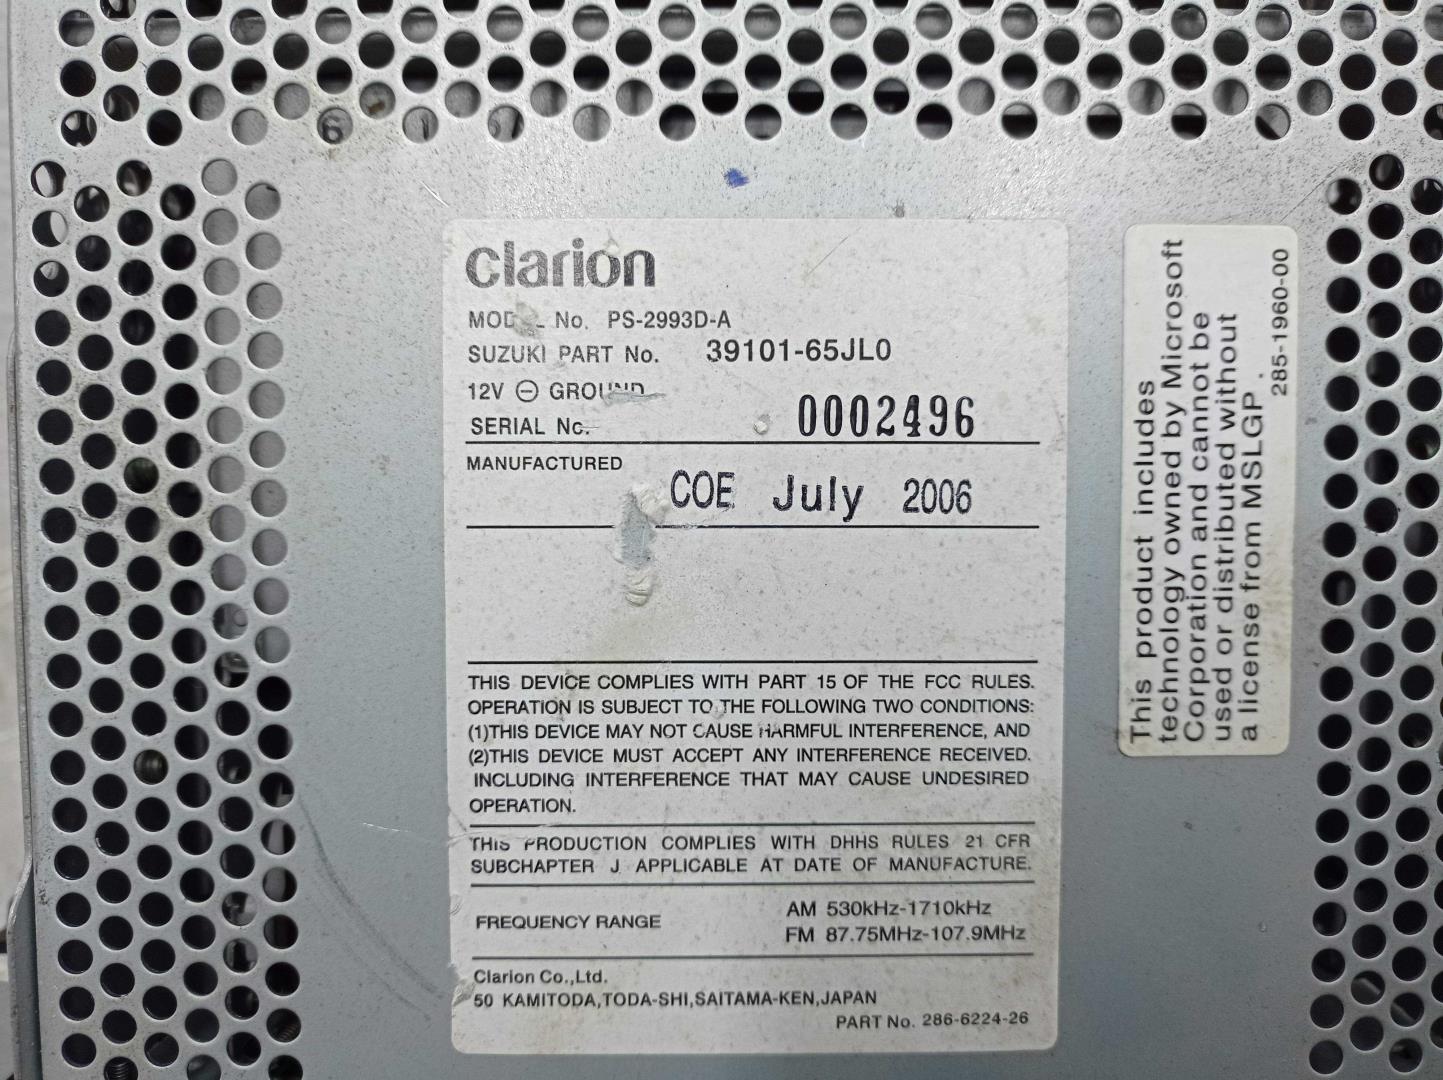 clarion
MODEL No. PS-2993D-A
SUZUKI PART No. 39101-65JL0
12V ⊖ GROUND
SERIAL No. 0002496
MANUFACTURED COE July 2006
THIS DEVICE COMPLIES WITH PART 15 OF THE FCC RULES.
OPERATION IS SUBJECT TO THE FOLLOWING TWO CONDITIONS:
(1)THIS DEVICE MAY NOT CAUSE HARMFUL INTERFERENCE, AND
(2)THIS DEVICE MUST ACCEPT ANY INTERFERENCE RECEIVED.
INCLUDING INTERFERENCE THAT MAY CAUSE UNDESIRED
OPERATION.
THIS PRODUCTION COMPLIES WITH DHHS RULES 21 CFR
SUBCHAPTER J. APPLICABLE AT DATE OF MANUFACTURE.
FREQUENCY RANGE
AM 530kHz-1710kHz
FM 87.75MHz-107.9MHz
Clarion Co.,Ltd.
50 KAMITODA,TODA-SHI,SAITAMA-KEN,JAPAN
PART No. 286-6224-26
This product includes
technology owned by Microsoft
Corporation and cannot be
used or distributed without
a license from MSLGP.
285-1960-00